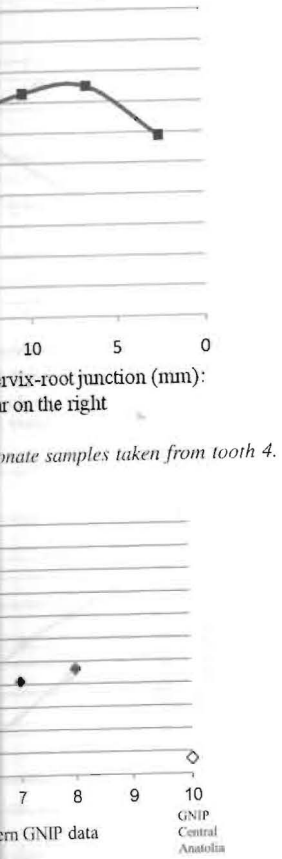 10 5 0
ervix-root junction (mm):
ar on the right
onate samples taken from tooth 4.
7 8 9 10
GNIP
Central
Anatolia
ern GNIP data